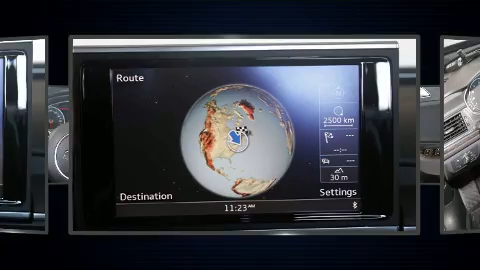 Route
2500 km
---
--:--
---
30 m
Destination
Settings
11:23 AM